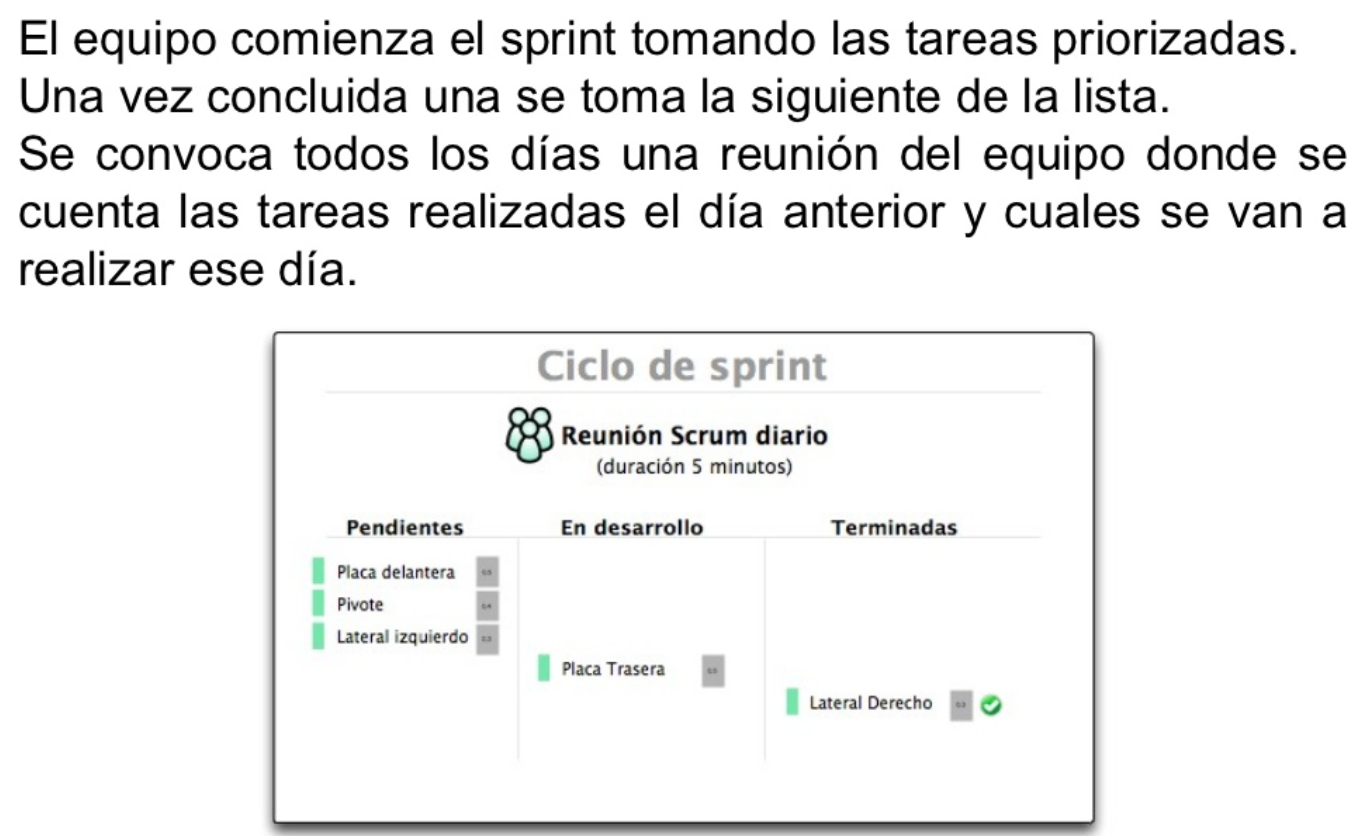 El equipo comienza el sprint tomando las tareas priorizadas.
Una vez concluida una se toma la siguiente de la lista.
Se convoca todos los días una reunión del equipo donde se
cuenta las tareas realizadas el día anterior y cuales se van a
realizar ese día.
Ciclo de sprint
Reunión Scrum diario
(duración 5 minutos)
Pendientes En desarrollo Terminadas
Placa delantera
Pivote
Lateral izquierdo
Placa Trasera
Lateral Derecho